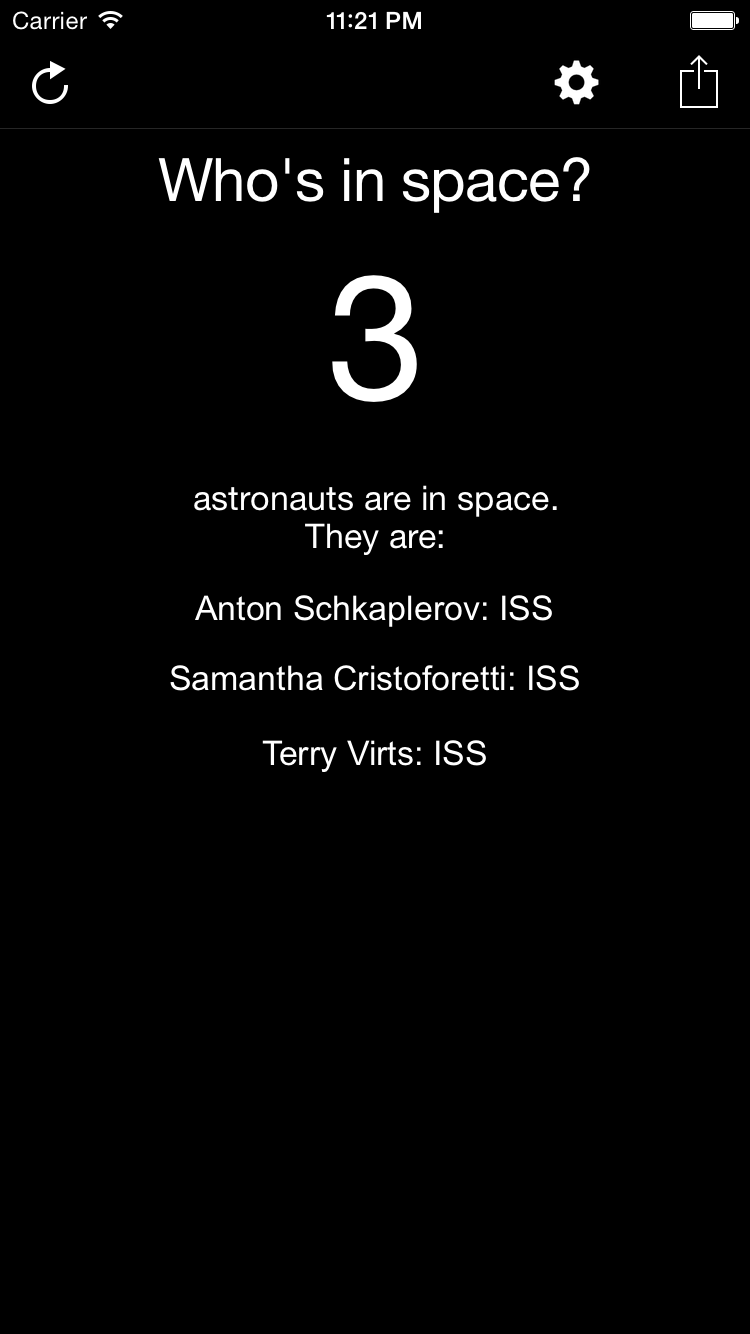 Carrier 11:21 PM
Who's in space?
3
astronauts are in space.
They are:
Anton Schkaplerov: ISS
Samantha Cristoforetti: ISS
Terry Virts: ISS